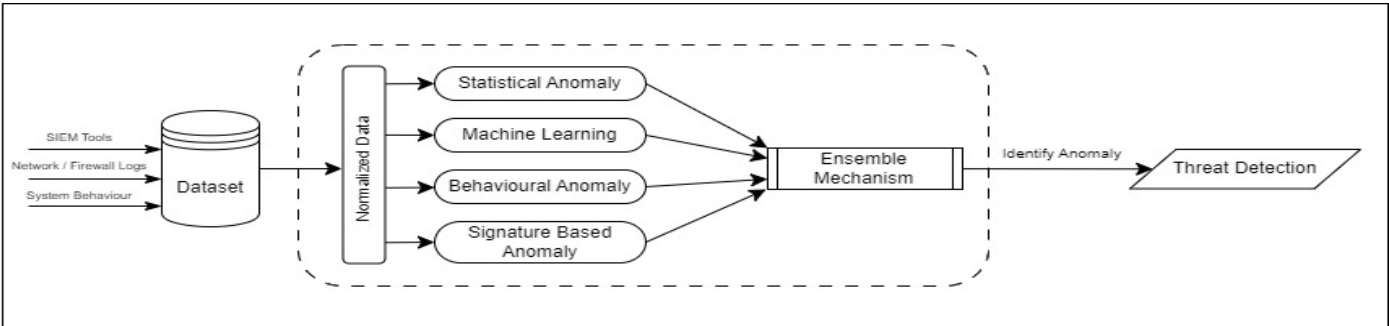 SIEM Tools
Network / Firewall Logs
System Behaviour
Dataset
Normalized Data
Statistical Anomaly
Machine Learning
Behavioural Anomaly
Signature Based
Anomaly
Ensemble
Mechanism
Identify Anomaly
Threat Detection